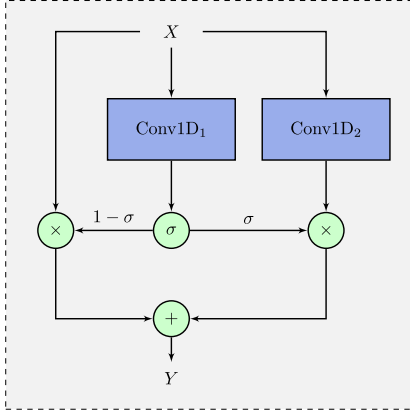 X
Conv1D₁ Conv1D₂
1 − σ σ
× σ ×
+
Y